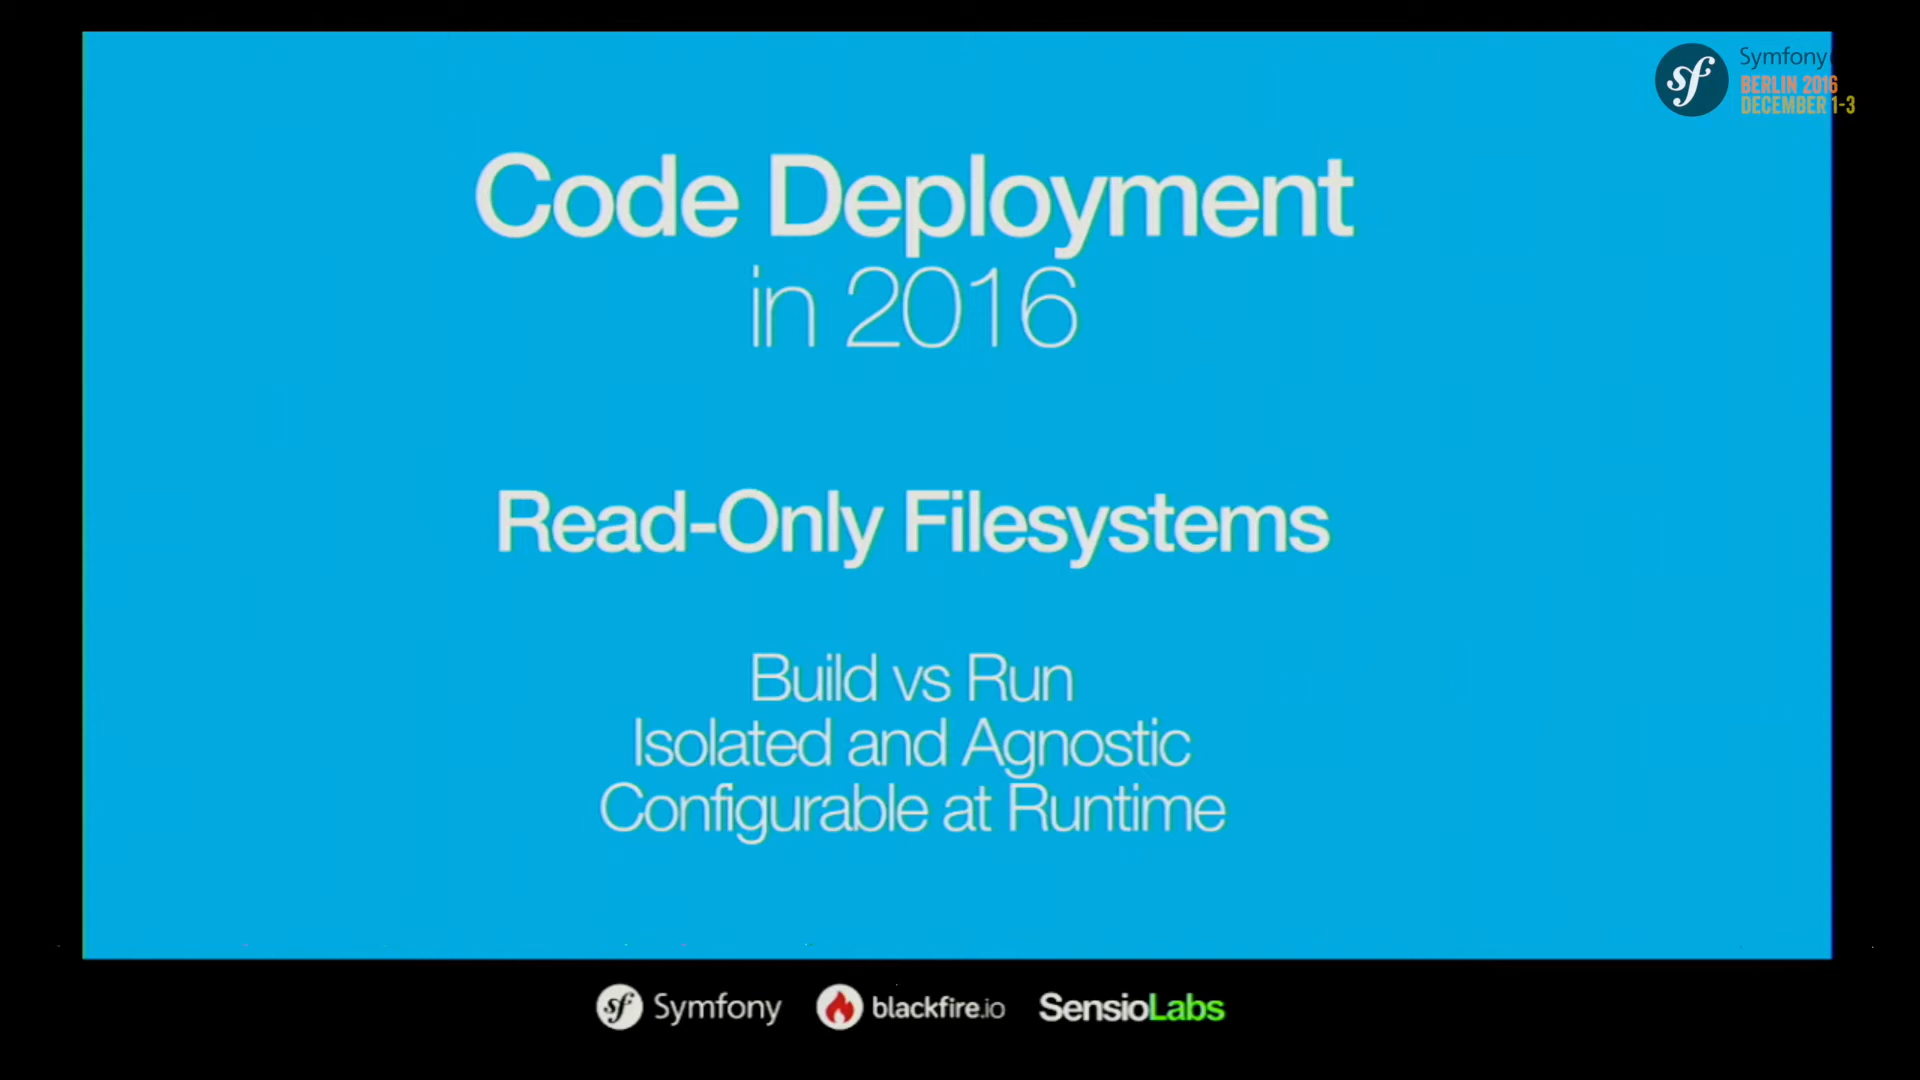 Symfony
BERLIN 2016
DECEMBER 1-3
Code Deployment
in 2016
Read-Only Filesystems
Build vs Run
Isolated and Agnostic
Configurable at Runtime
sf Symfony
blackfire.io
SensioLabs